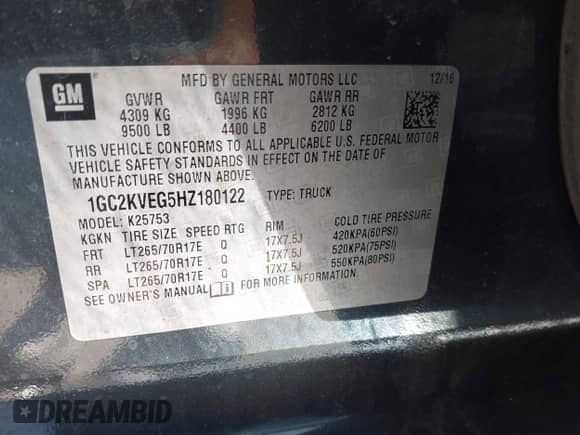 GM
MFD BY GENERAL MOTORS LLC 12/16
GVWR GAWR FRT GAWR RR
4309 KG 1996 KG 2812 KG
9500 LB 4400 LB 6200 LB
THIS VEHICLE CONFORMS TO ALL APPLICABLE U.S. FEDERAL MOTOR
VEHICLE SAFETY STANDARDS IN EFFECT ON THE DATE OF
MANUFACTURE SHOWN ABOVE.
1GC2KVEG5HZ180122 TYPE: TRUCK
MODEL: K25753
KGKN TIRE SIZE SPEED RTG RIM COLD TIRE PRESSURE
FRT LT265/70R17E Q 17X7.5J 420KPA(60PSI)
RR LT265/70R17E Q 17X7.5J 520KPA(75PSI)
SPA LT265/70R17E Q 17X7.5J 550KPA(80PSI)
SEE OWNER'S MANUAL FOR MORE INFORMATION.
DREAMBID